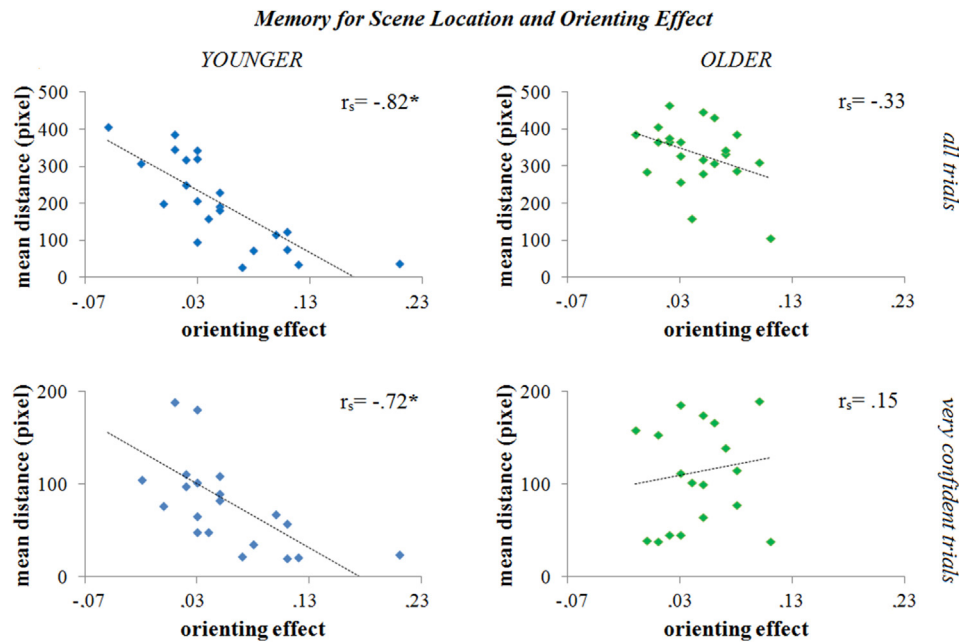 Memory for Scene Location and Orienting Effect
YOUNGER
OLDER
mean distance (pixel)
500
400
300
200
100
0
-.07
.03
.13
.23
orienting effect
rs= -.82*
mean distance (pixel)
500
400
300
200
100
0
-.07
.03
.13
.23
orienting effect
rs= -.33
all trials
mean distance (pixel)
200
100
0
-.07
.03
.13
.23
orienting effect
rs= -.72*
mean distance (pixel)
200
100
0
-.07
.03
.13
.23
orienting effect
rs= .15
very confident trials